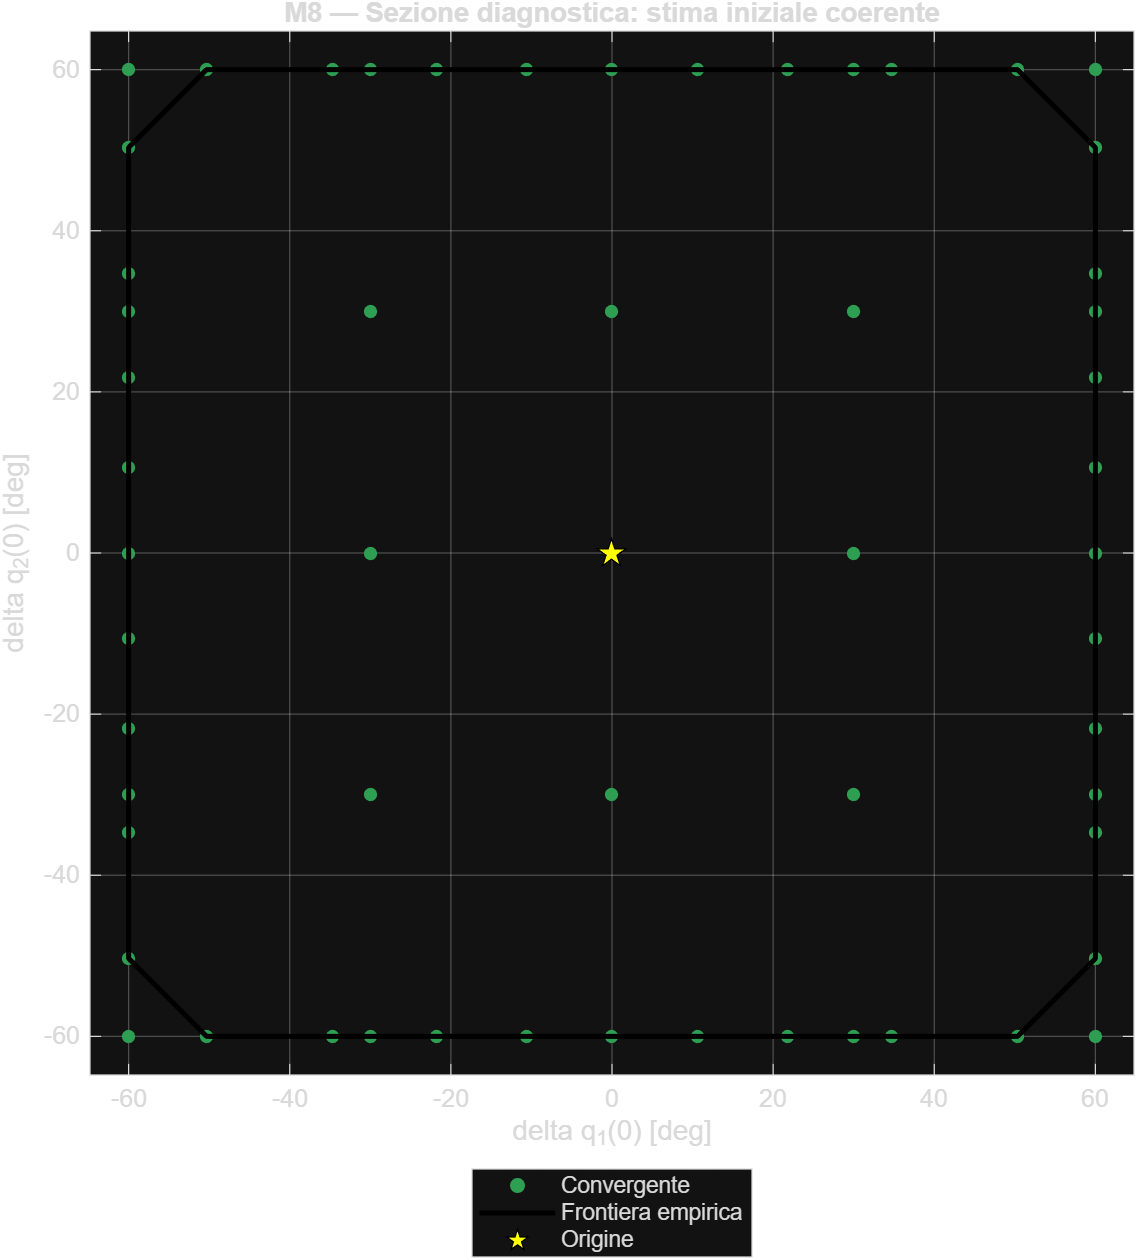 M8 — Sezione diagnostica: stima iniziale coerente
60
40
20
0
-20
-40
-60
delta q₂(0) [deg]
-60 -40 -20 0 20 40 60
delta q₁(0) [deg]
Convergente
Frontiera empirica
Origine